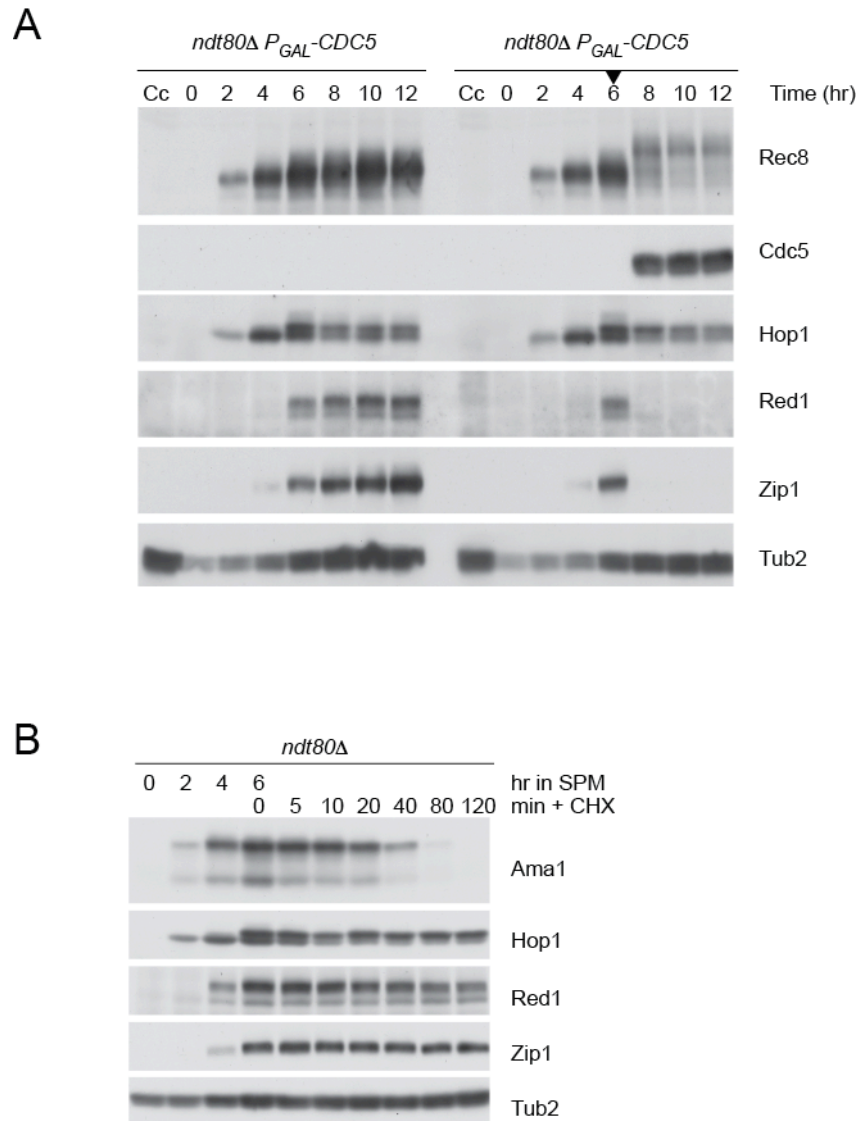 A
ndt80Δ P_GAL-CDC5 ndt80Δ P_GAL-CDC5
Cc 0 2 4 6 8 10 12 Cc 0 2 4 6 8 10 12 Time (hr)
Rec8
Cdc5
Hop1
Red1
Zip1
Tub2
B
ndt80Δ
0 2 4 6 hr in SPM
0 5 10 20 40 80 120 min + CHX
Ama1
Hop1
Red1
Zip1
Tub2